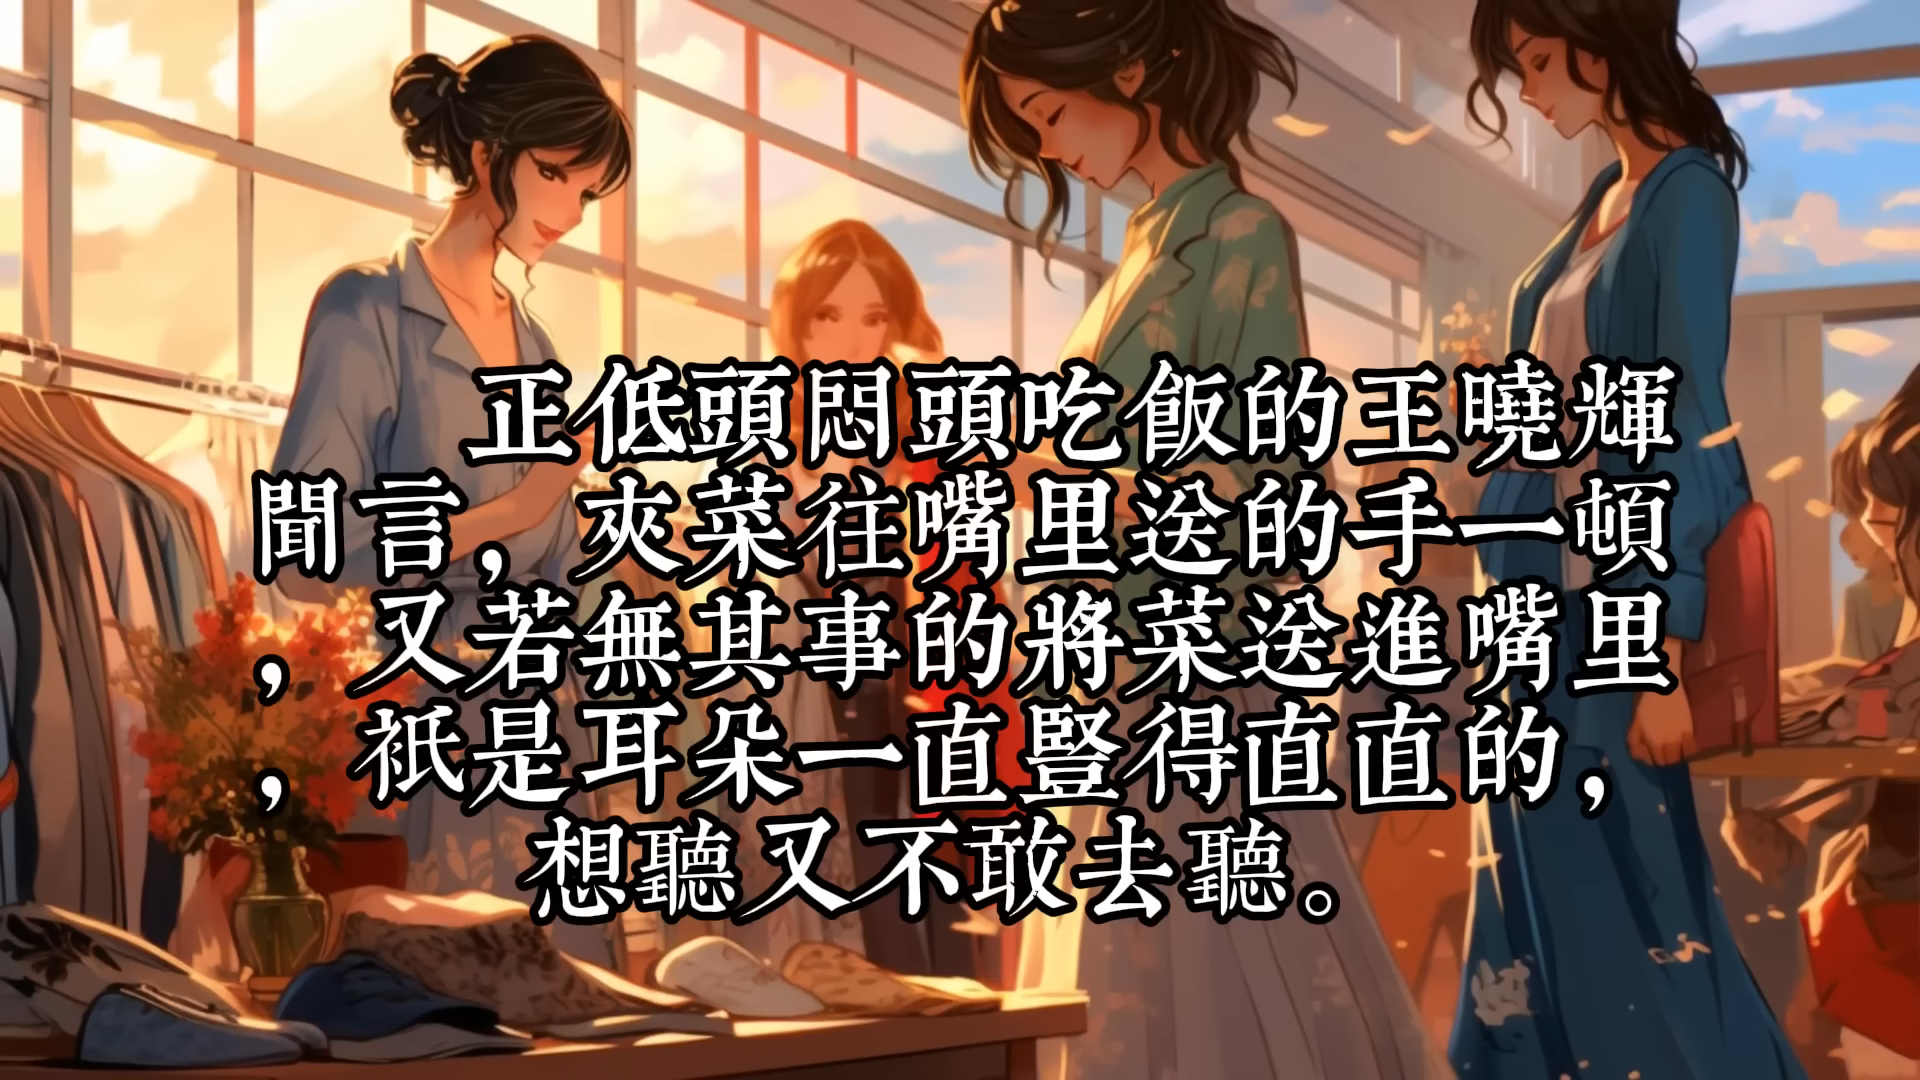 正低頭悶頭吃飯的王曉輝
聞言，夾菜往嘴里送的手一頓
，又若無其事的將菜送進嘴里
，衹是耳朵一直豎得直直的，
想聽又不敢去聽。